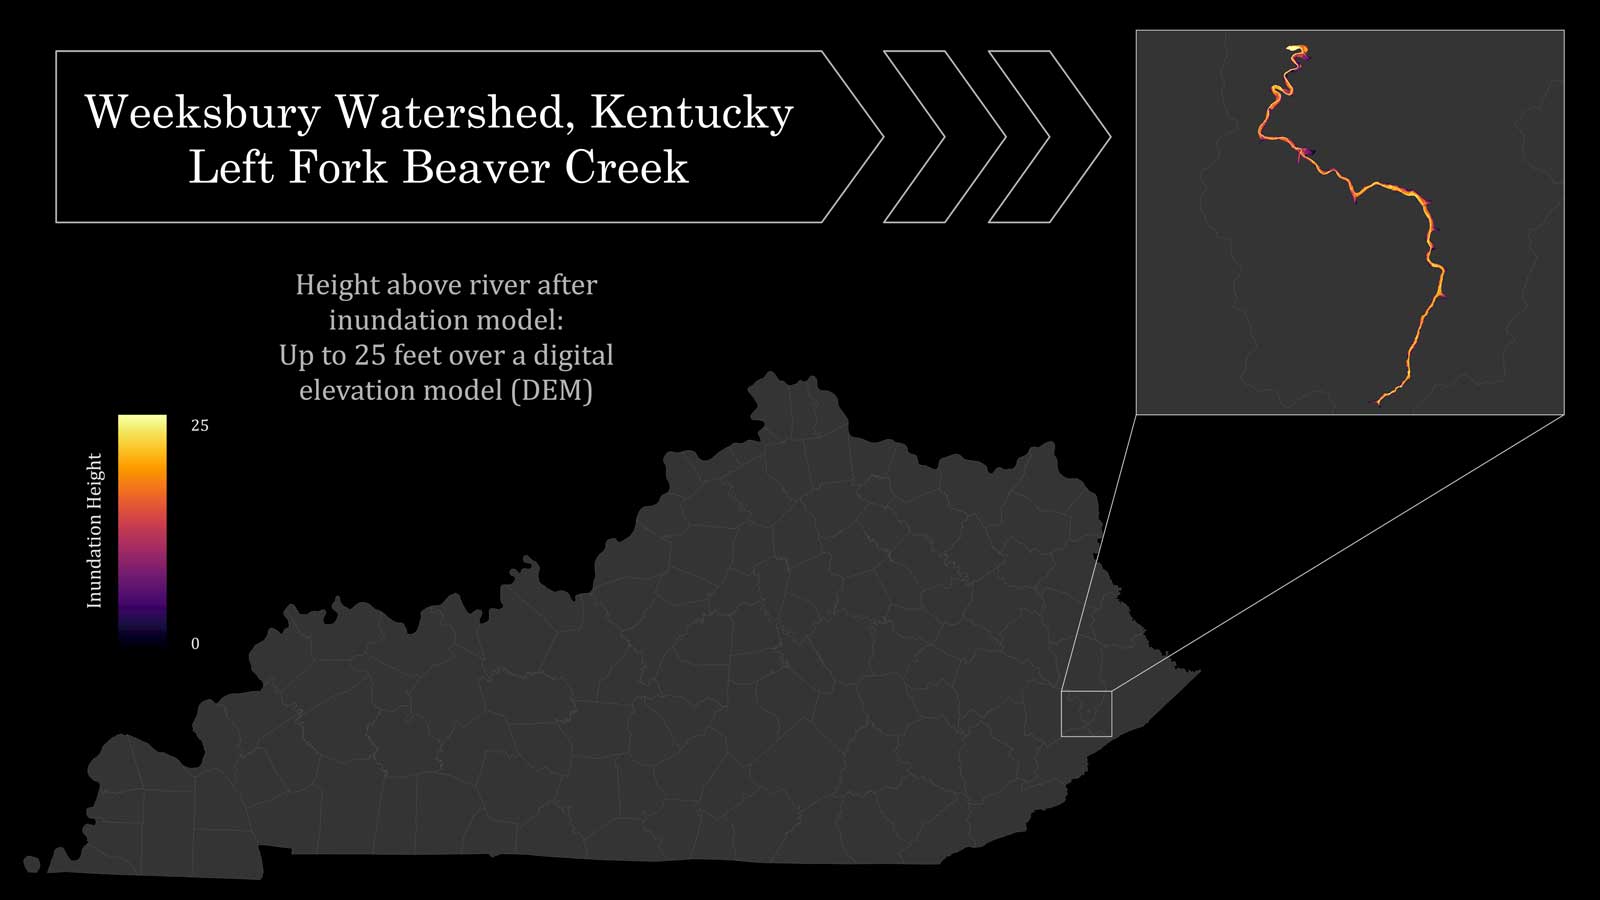 Weeksbury Watershed, Kentucky
Left Fork Beaver Creek
Height above river after
inundation model:
Up to 25 feet over a digital
elevation model (DEM)
25
Inundation Height
0